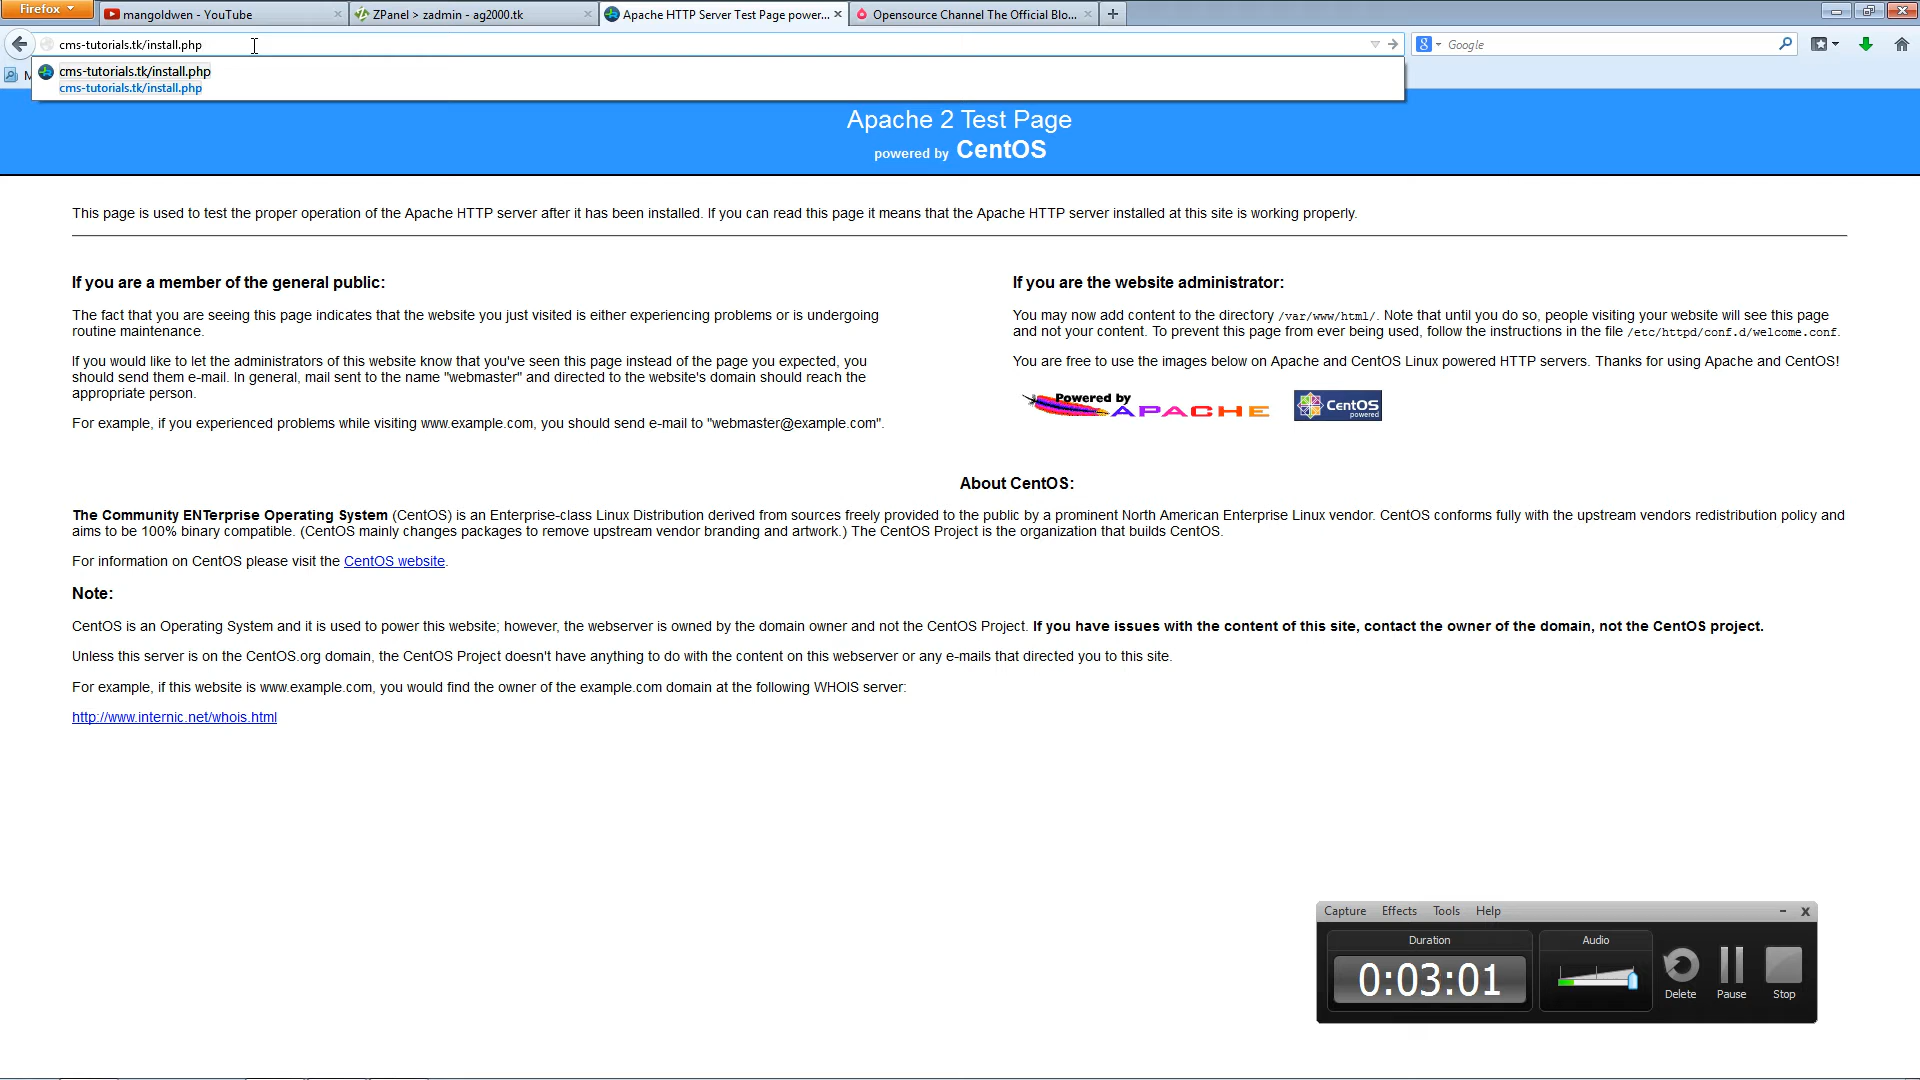 Firefox
mangoldwen - YouTube
ZPanel > zadmin - ag2000.tk
Apache HTTP Server Test Page power...
Opensource Channel The Official Blo...
cms-tutorials.tk/install.php
Google
cms-tutorials.tk/install.php
cms-tutorials.tk/install.php
Apache 2 Test Page
powered by CentOS
This page is used to test the proper operation of the Apache HTTP server after it has been installed. If you can read this page it means that the Apache HTTP server installed at this site is working properly.
If you are a member of the general public:
The fact that you are seeing this page indicates that the website you just visited is either experiencing problems or is undergoing
routine maintenance.
If you would like to let the administrators of this website know that you've seen this page instead of the page you expected, you
should send them e-mail. In general, mail sent to the name "webmaster" and directed to the website's domain should reach the
appropriate person.
For example, if you experienced problems while visiting www.example.com, you should send e-mail to "webmaster@example.com".
If you are the website administrator:
You may now add content to the directory /var/www/html/. Note that until you do so, people visiting your website will see this page
and not your content. To prevent this page from ever being used, follow the instructions in the file /etc/httpd/conf.d/welcome.conf.
You are free to use the images below on Apache and CentOS Linux powered HTTP servers. Thanks for using Apache and CentOS!
Powered by
APACHE
CentOS
powered
About CentOS:
The Community ENTerprise Operating System (CentOS) is an Enterprise-class Linux Distribution derived from sources freely provided to the public by a prominent North American Enterprise Linux vendor. CentOS conforms fully with the upstream vendors redistribution policy and
aims to be 100% binary compatible. (CentOS mainly changes packages to remove upstream vendor branding and artwork.) The CentOS Project is the organization that builds CentOS.
For information on CentOS please visit the CentOS website.
Note:
CentOS is an Operating System and it is used to power this website; however, the webserver is owned by the domain owner and not the CentOS Project. If you have issues with the content of this site, contact the owner of the domain, not the CentOS project.
Unless this server is on the CentOS.org domain, the CentOS Project doesn't have anything to do with the content on this webserver or any e-mails that directed you to this site.
For example, if this website is www.example.com, you would find the owner of the example.com domain at the following WHOIS server:
http://www.internic.net/whois.html
Capture Effects Tools Help
Duration
Audio
0:03:01
Delete
Pause
Stop